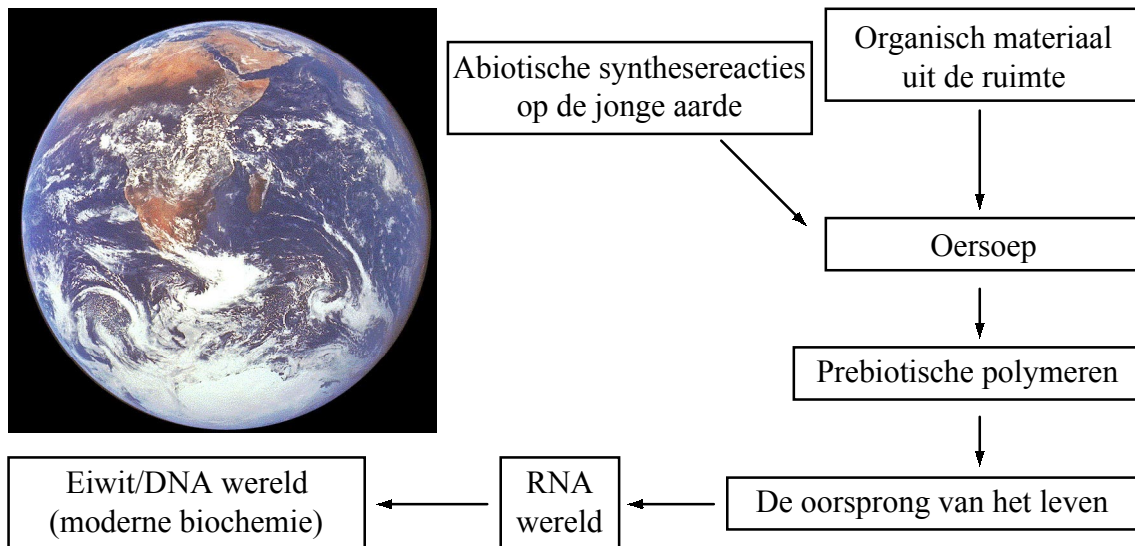 Abiotische synthesereacties
op de jonge aarde
Organisch materiaal
uit de ruimte
Oersoep
Prebiotische polymeren
De oorsprong van het leven
RNA
wereld
Eiwit/DNA wereld
(moderne biochemie)